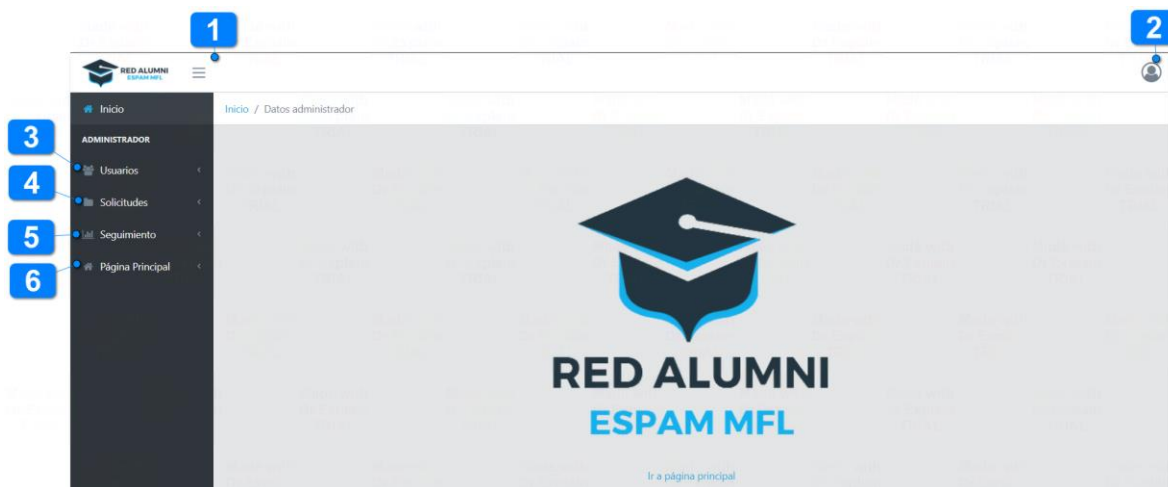 1
2
RED ALUMNI
ESPAM MFL
Inicio
Inicio / Datos administrador
ADMINISTRADOR
3
Usuarios
4
Solicitudes
5
Seguimiento
6
Página Principal
RED ALUMNI
ESPAM MFL
Ir a página principal